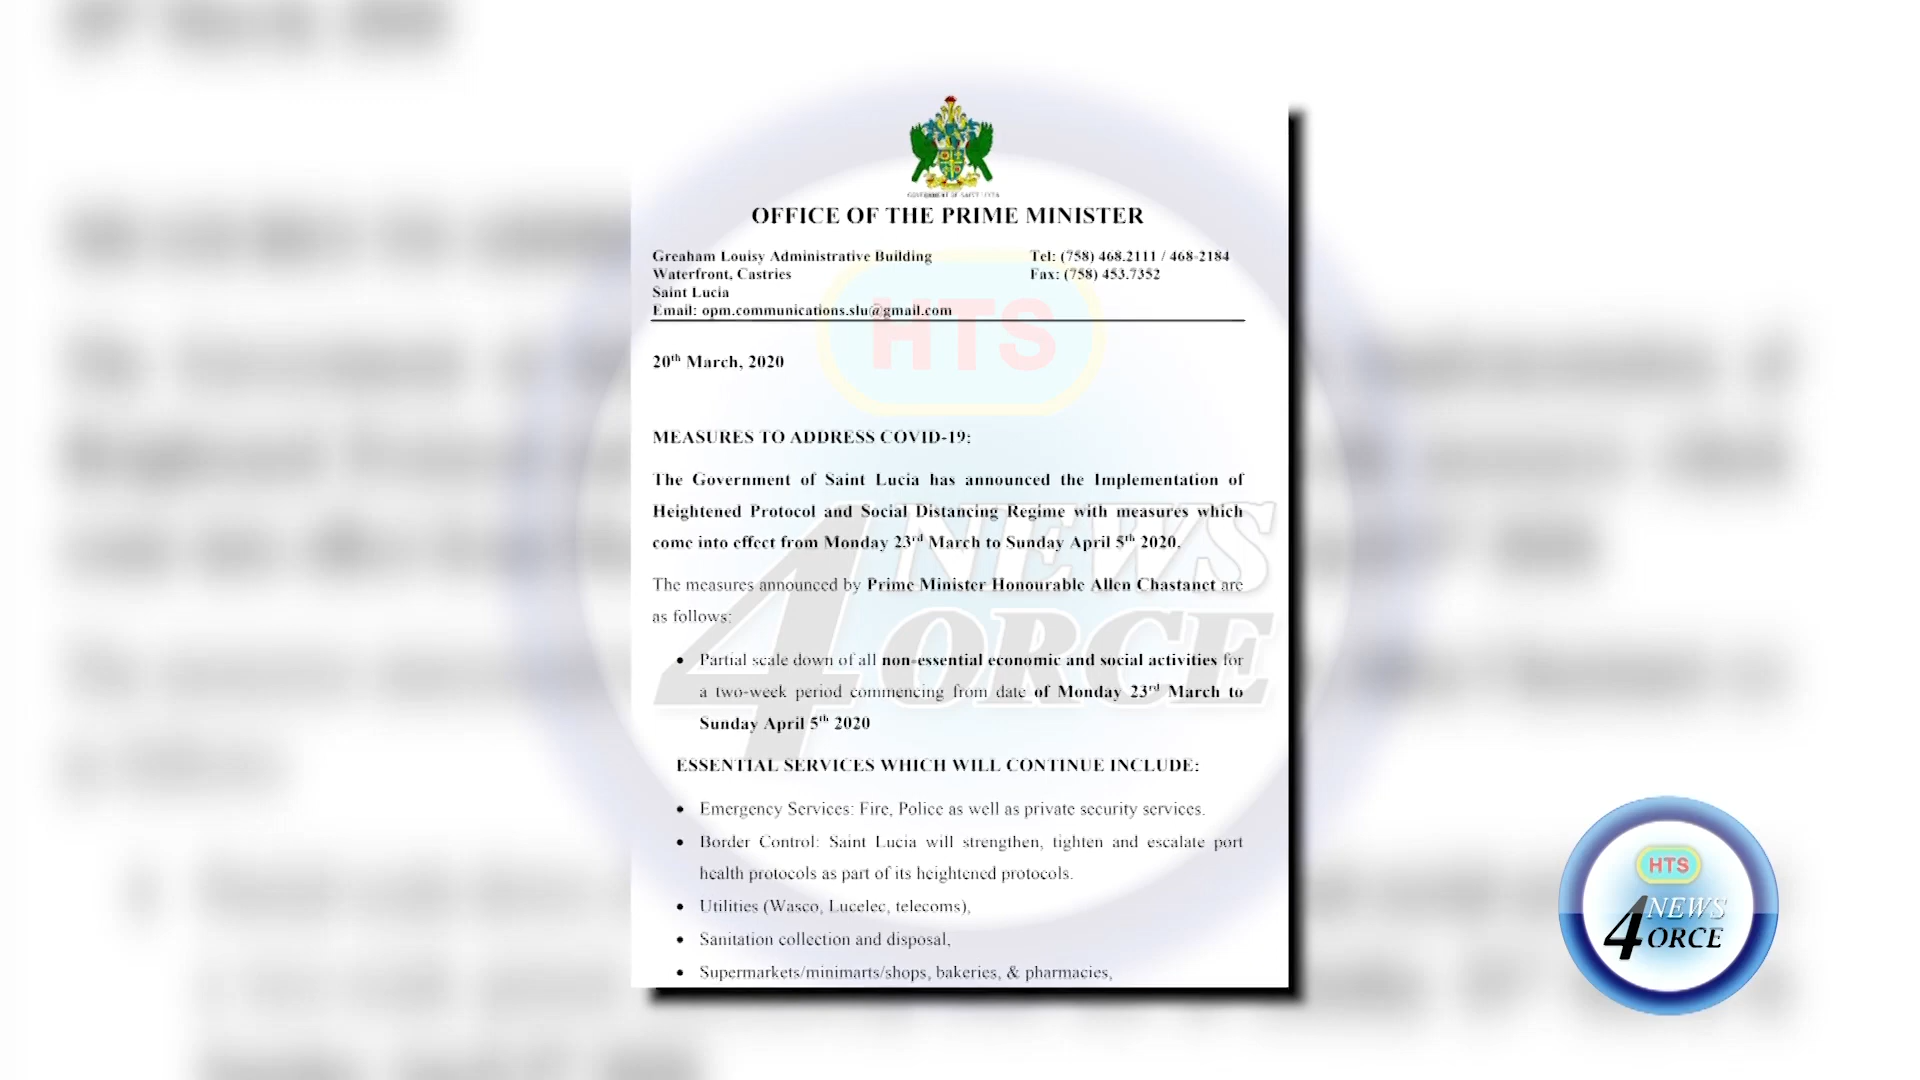 GOVERNMENT OF SAINT LUCIA
OFFICE OF THE PRIME MINISTER
Greaham Louisy Administrative Building
Waterfront, Castries
Saint Lucia
Email: opm.communications.slu@gmail.com
Tel: (758) 468.2111 / 468-2184
Fax: (758) 453.7352
20th March, 2020
MEASURES TO ADDRESS COVID-19:
The Government of Saint Lucia has announced the Implementation of
Heightened Protocol and Social Distancing Regime with measures which
come into effect from Monday 23rd March to Sunday April 5th 2020.
The measures announced by Prime Minister Honourable Allen Chastanet are
as follows:
• Partial scale down of all non-essential economic and social activities for
a two-week period commencing from date of Monday 23rd March to
Sunday April 5th 2020
ESSENTIAL SERVICES WHICH WILL CONTINUE INCLUDE:
• Emergency Services: Fire, Police as well as private security services.
• Border Control: Saint Lucia will strengthen, tighten and escalate port
health protocols as part of its heightened protocols.
• Utilities (Wasco, Lucelec, telecoms),
• Sanitation collection and disposal,
• Supermarkets/minimarts/shops, bakeries, & pharmacies,
HTS
NEWS
4ORCE
HTS
NEWS
4ORCE